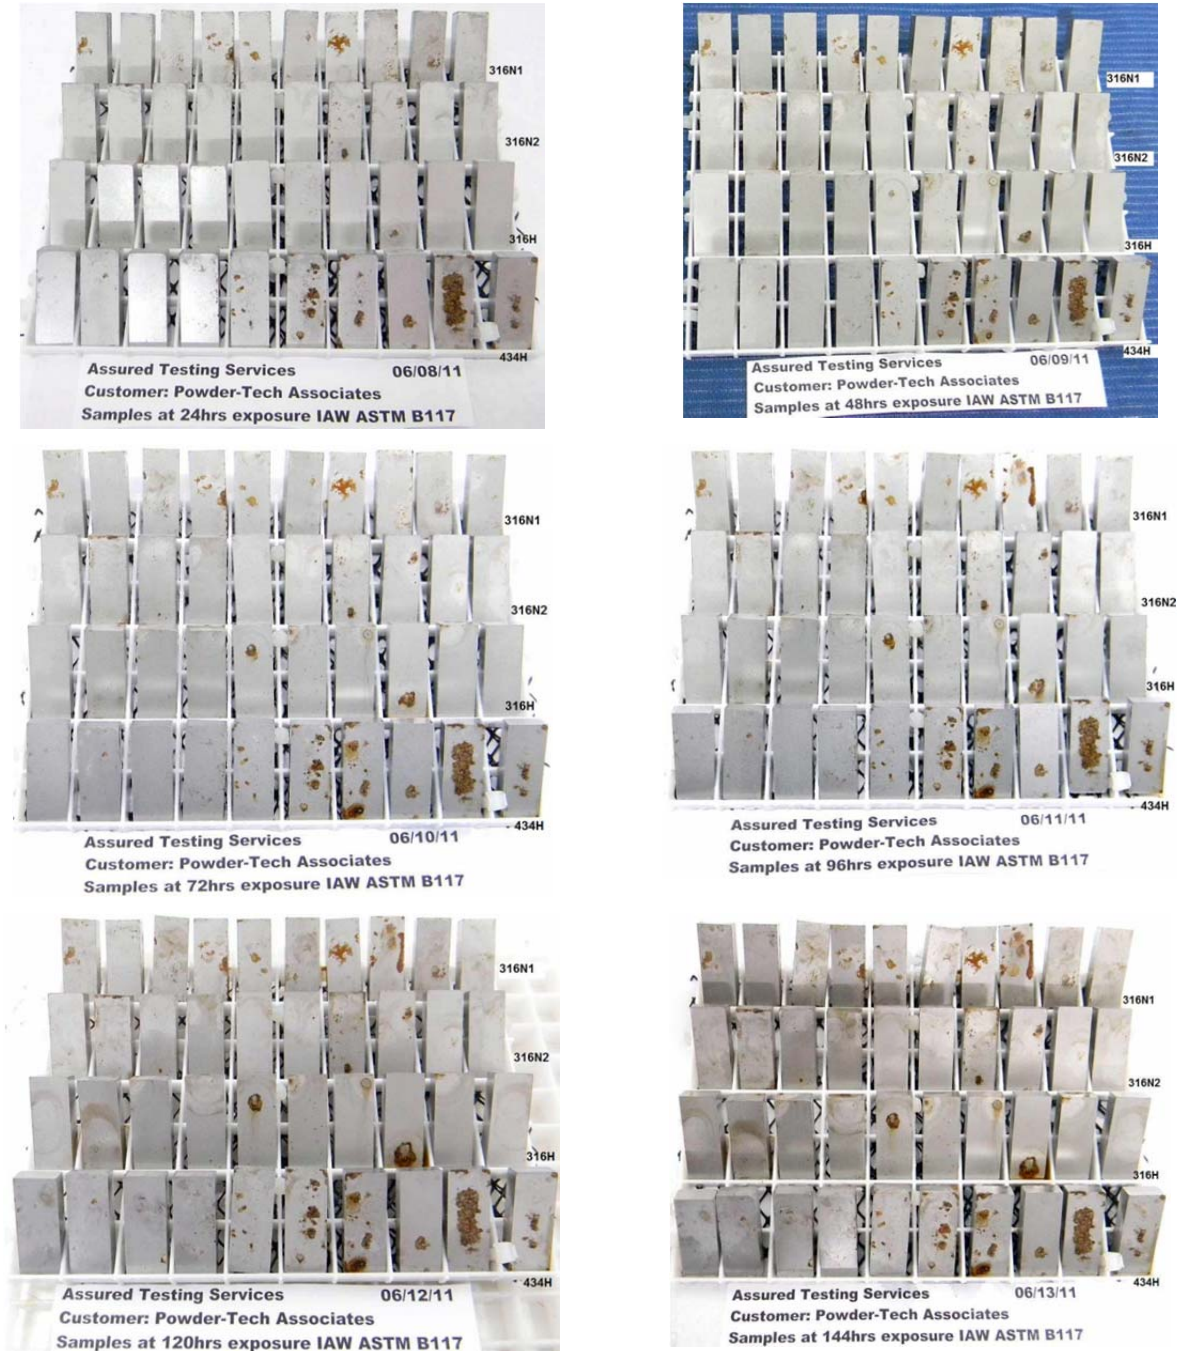 316N1
316N2
316H
434H
Assured Testing Services 06/08/11
Customer: Powder-Tech Associates
Samples at 24hrs exposure IAW ASTM B117
316N1
316N2
316H
434H
Assured Testing Services 06/09/11
Customer: Powder-Tech Associates
Samples at 48hrs exposure IAW ASTM B117
316N1
316N2
316H
434H
Assured Testing Services 06/10/11
Customer: Powder-Tech Associates
Samples at 72hrs exposure IAW ASTM B117
316N1
316N2
316H
434H
Assured Testing Services 06/11/11
Customer: Powder-Tech Associates
Samples at 96hrs exposure IAW ASTM B117
316N1
316N2
316H
434H
Assured Testing Services 06/12/11
Customer: Powder-Tech Associates
Samples at 120hrs exposure IAW ASTM B117
316N1
316N2
316H
434H
Assured Testing Services 06/13/11
Customer: Powder-Tech Associates
Samples at 144hrs exposure IAW ASTM B117